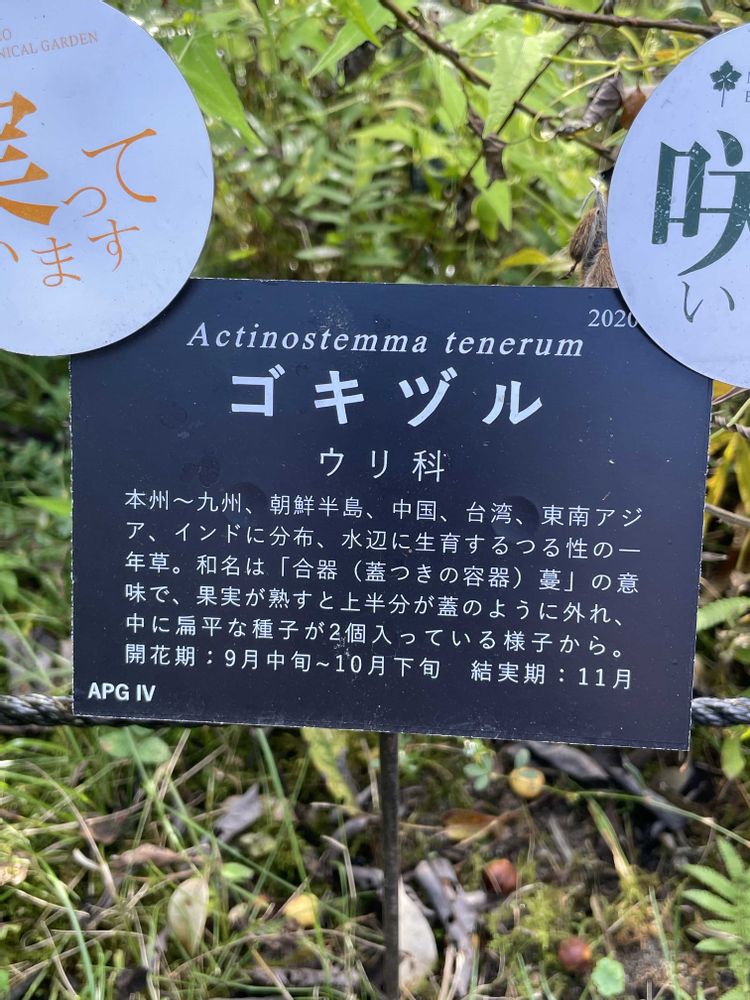 NICAL GARDEN
実って
います
咲
い
2020
Actinostemma tenerum
ゴキヅル
ウリ科
本州～九州、朝鮮半島、中国、台湾、東南アジ
ア、インドに分布、水辺に生育するつる性の一
年草。和名は「合器（蓋つきの容器）蔓」の意
味で、果実が熟すと上半分が蓋のように外れ、
中に扁平な種子が2個入っている様子から。
開花期：9月中旬~10月下旬　結実期：11月
APG IV